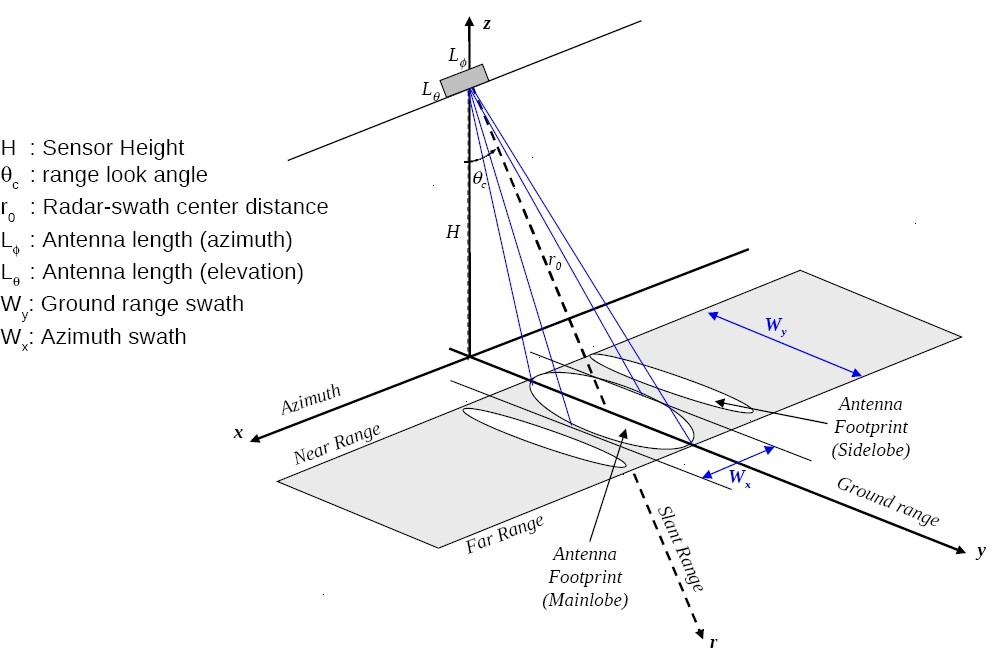 z
Lϕ
Lθ
H : Sensor Height
θc : range look angle
r0 : Radar-swath center distance
Lϕ : Antenna length (azimuth)
Lθ : Antenna length (elevation)
Wy: Ground range swath
Wx: Azimuth swath
θc
H
r0
Wy
Azimuth
x
Near Range
Antenna
Footprint
(Sidelobe)
Wx
Ground range
y
Far Range
Slant Range
Antenna
Footprint
(Mainlobe)
r